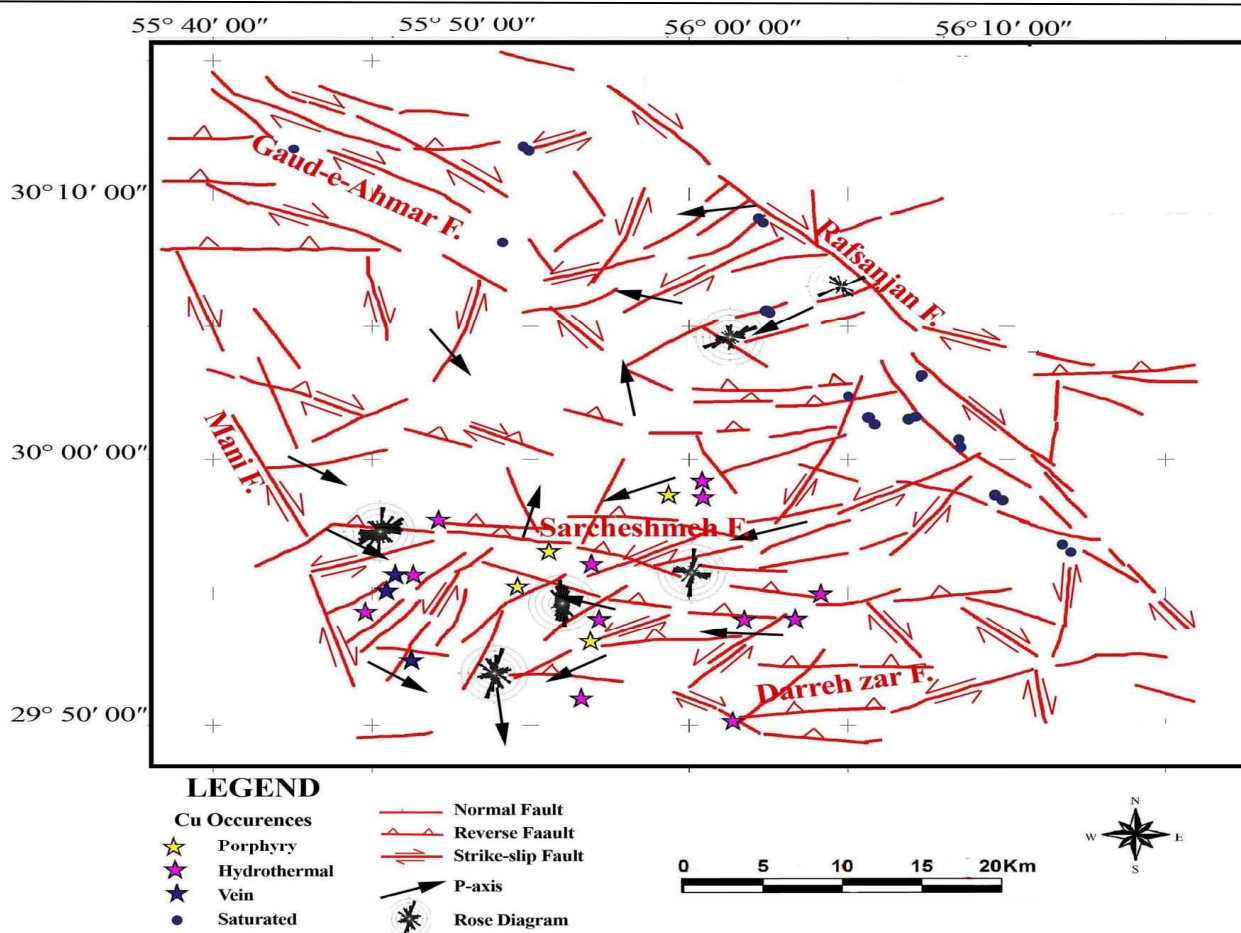 55° 40′ 00″ 55° 50′ 00″ 56° 00′ 00″ 56° 10′ 00″
30° 10′ 00″
30° 00′ 00″
29° 50′ 00″
Gaud-e-Ahmar F.
Rafsanjan F.
Mani F.
Sarcheshmeh F
Darreh zar F.
LEGEND
Cu Occurences
Porphyry
Hydrothermal
Vein
Saturated
Normal Fault
Reverse Faault
Strike-slip Fault
P-axis
Rose Diagram
0 5 10 15 20Km
N
W E
S